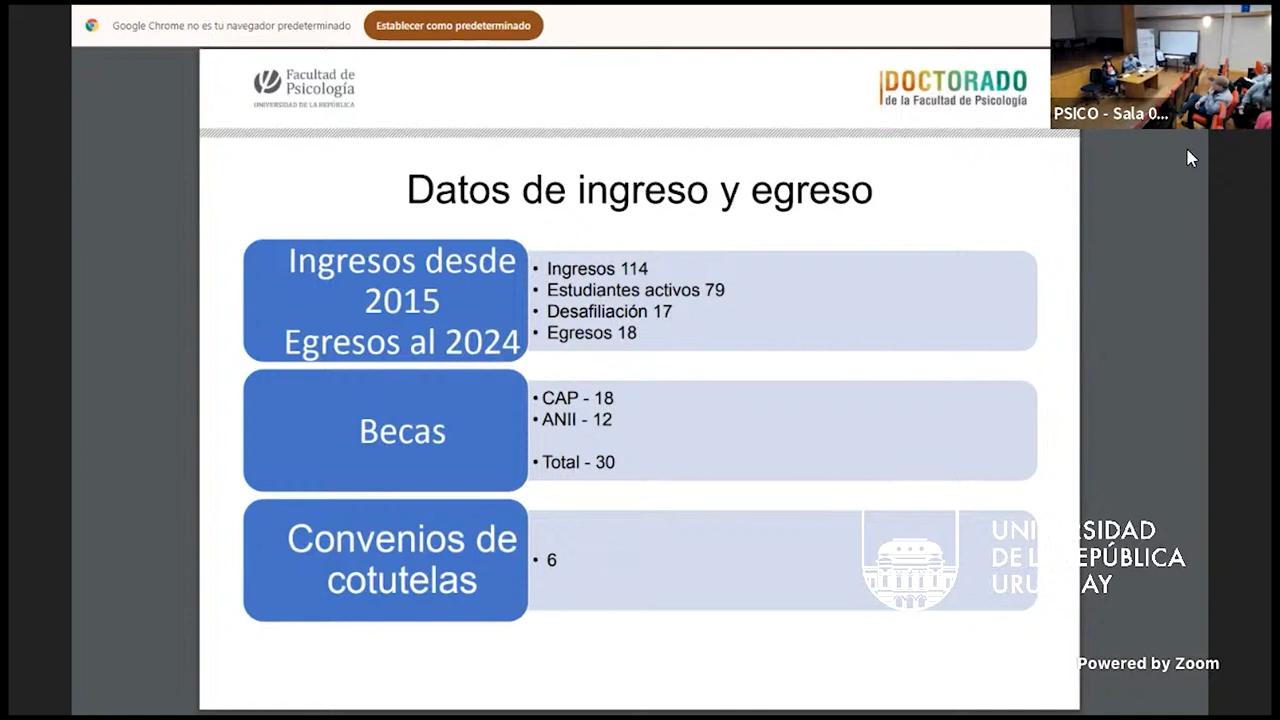 Google Chrome no es tu navegador predeterminado
Establecer como predeterminado
Facultad de
Psicología
UNIVERSIDAD DE LA REPÚBLICA
DOCTORADO
de la Facultad de Psicología
PSICO - Sala 0...
Datos de ingreso y egreso
Ingresos desde
2015
Egresos al 2024
• Ingresos 114
• Estudiantes activos 79
• Desafiliación 17
• Egresos 18
Becas
• CAP - 18
• ANII - 12
• Total - 30
Convenios de
cotutelas
• 6
UNIVERSIDAD
DE LA REPÚBLICA
URUGUAY
Powered by Zoom